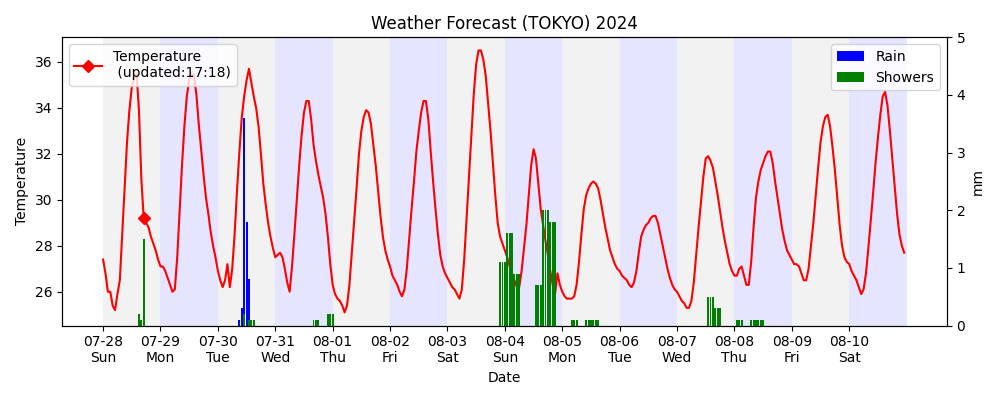 Weather Forecast (TOKYO) 2024
Temperature
(updated:17:18)
Rain
Showers
Temperature
36
34
32
30
28
26
mm
5
4
3
2
1
0
07-28 07-29 07-30 07-31 08-01 08-02 08-03 08-04 08-05 08-06 08-07 08-08 08-09 08-10
Sun Mon Tue Wed Thu Fri Sat Sun Mon Tue Wed Thu Fri Sat
Date